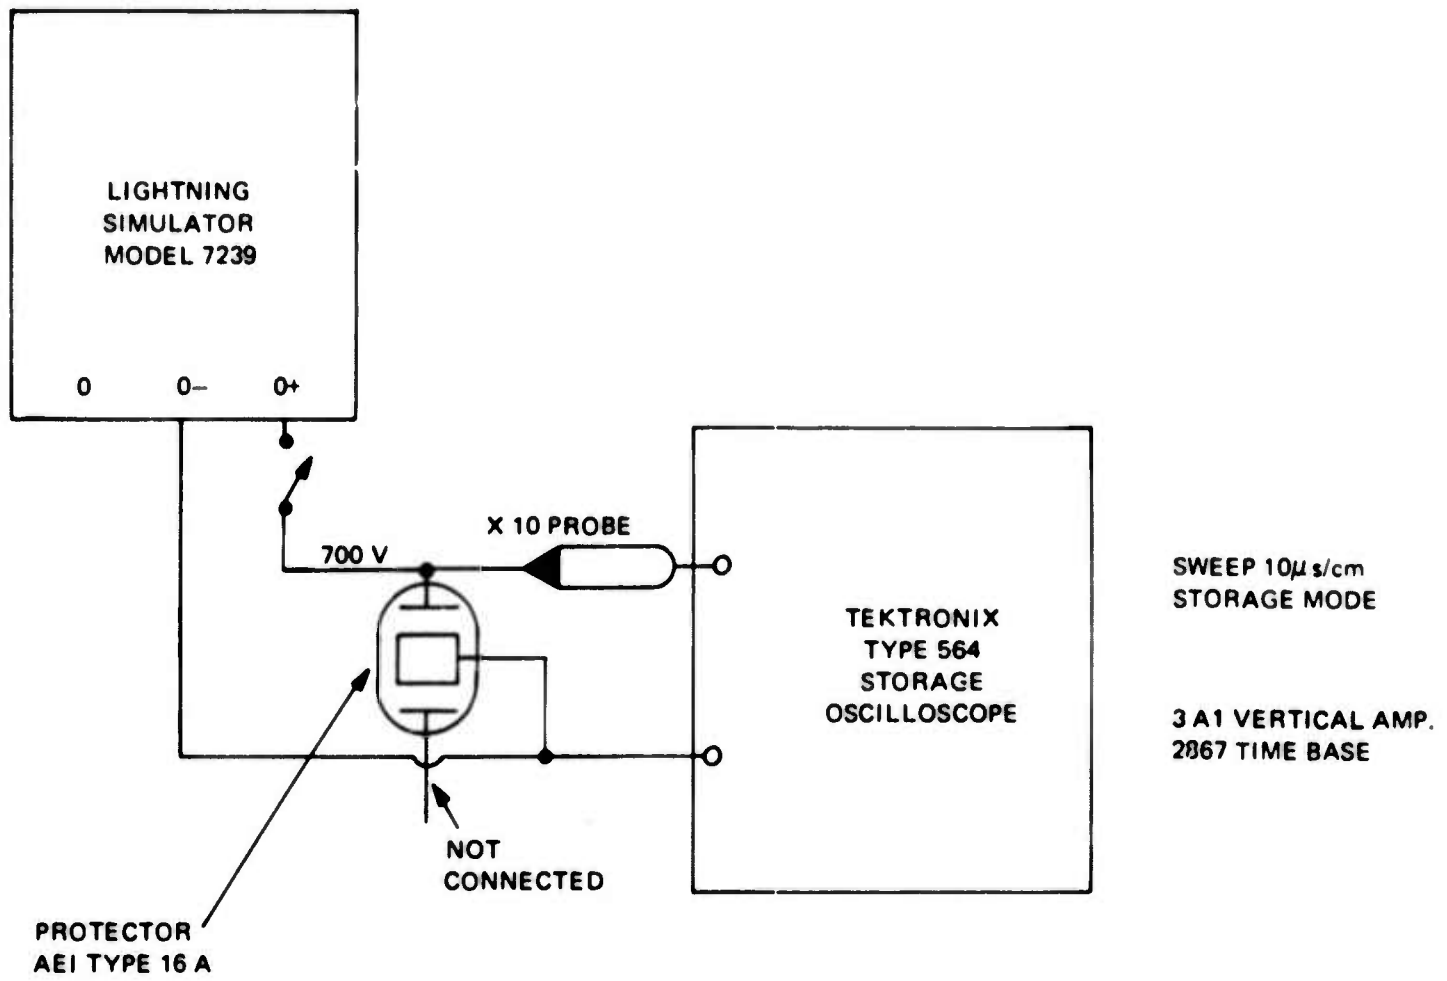 LIGHTNING
SIMULATOR
MODEL 7239
0
0–
0+
700 V
X 10 PROBE
TEKTRONIX
TYPE 564
STORAGE
OSCILLOSCOPE
SWEEP 10μs/cm
STORAGE MODE
3 A1 VERTICAL AMP.
2867 TIME BASE
NOT
CONNECTED
PROTECTOR
AEI TYPE 16 A